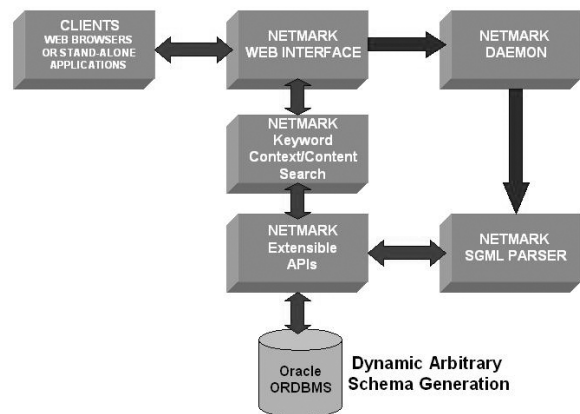 CLIENTS
WEB BROWSERS
OR STAND-ALONE
APPLICATIONS
NETMARK
WEB INTERFACE
NETMARK
DAEMON
NETMARK
Keyword
Context/Content
Search
NETMARK
Extensible
APIs
NETMARK
SGML PARSER
Oracle
ORDBMS
Dynamic Arbitrary
Schema Generation